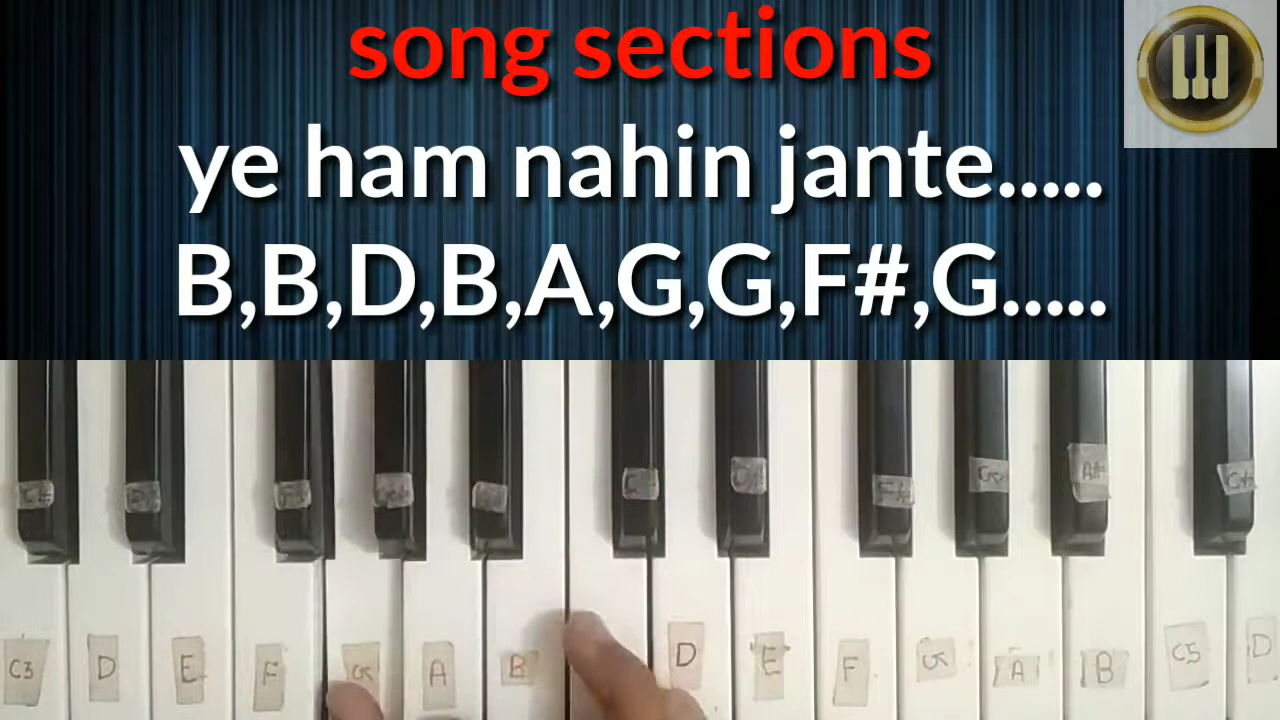 song sections
ye ham nahin jante.....
B,B,D,B,A,G,G,F#,G.....
C# D# F# G# C# D# F# G# A# C#
C3 D E F G A B D E F G A B C5 D